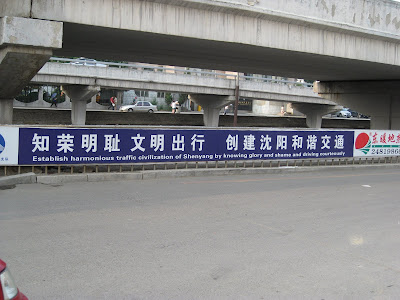 知荣明耻 文明出行 创建沈阳和谐交通
Establish harmonious traffic civilization of Shenyang by knowing glory and shame and driving courteously